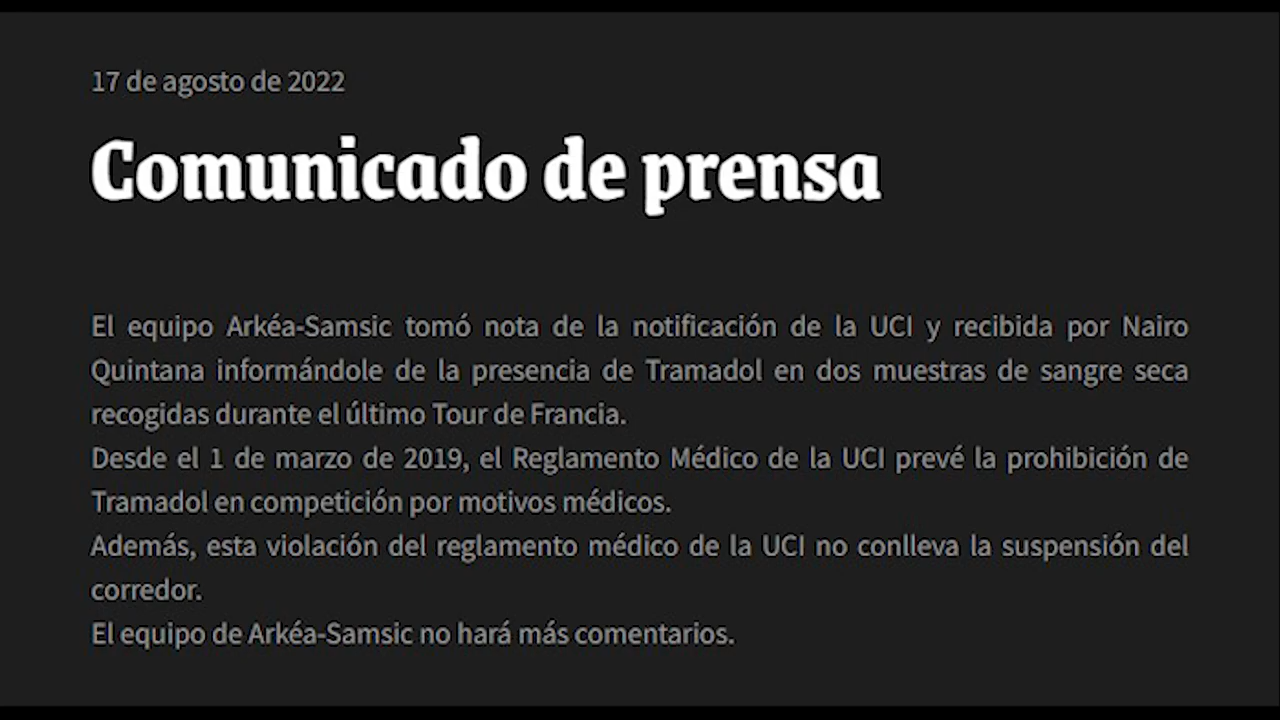 17 de agosto de 2022
Comunicado de prensa
El equipo Arkéa-Samsic tomó nota de la notificación de la UCI y recibida por Nairo
Quintana informándole de la presencia de Tramadol en dos muestras de sangre seca
recogidas durante el último Tour de Francia.
Desde el 1 de marzo de 2019, el Reglamento Médico de la UCI prevé la prohibición de
Tramadol en competición por motivos médicos.
Además, esta violación del reglamento médico de la UCI no conlleva la suspensión del
corredor.
El equipo de Arkéa-Samsic no hará más comentarios.